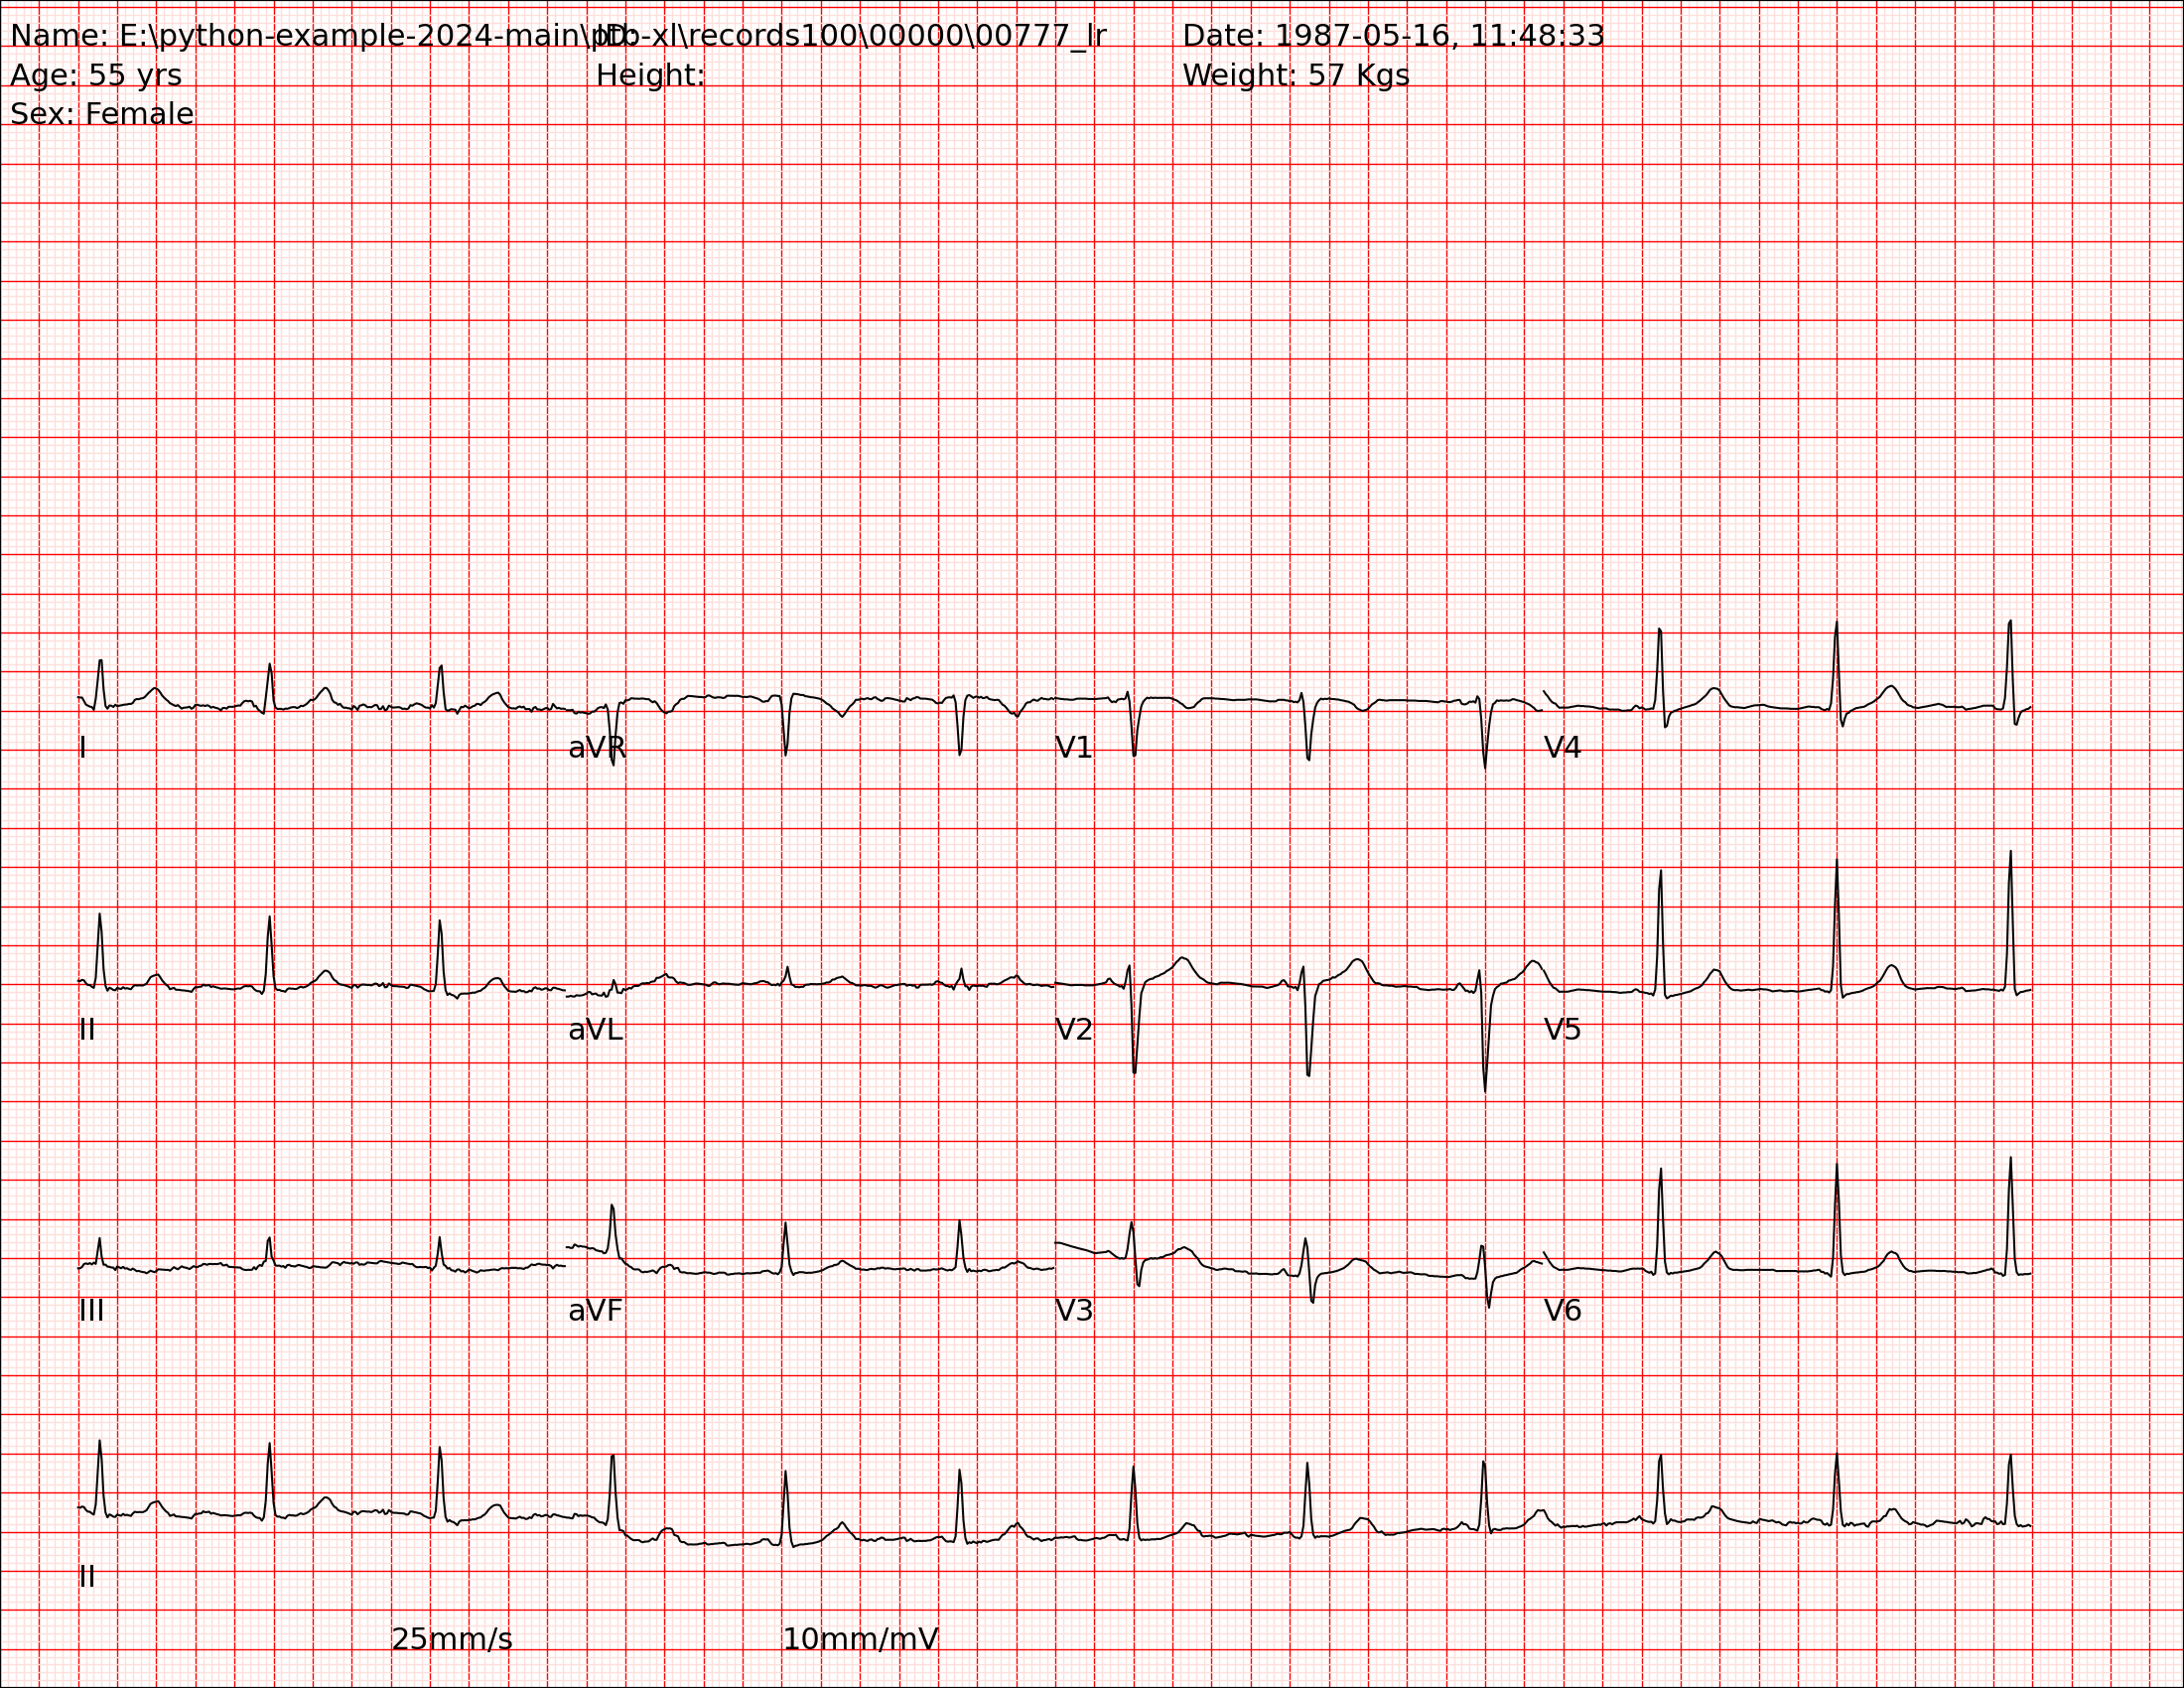 Name: E:\python-example-2024-main\ptb-xl\records100\00000\00777_lr ID: Date: 1987-05-16, 11:48:33
Age: 55 yrs Height: Weight: 57 Kgs
Sex: Female
I aVR V1 V4
II aVL V2 V5
III aVF V3 V6
II
25mm/s 10mm/mV